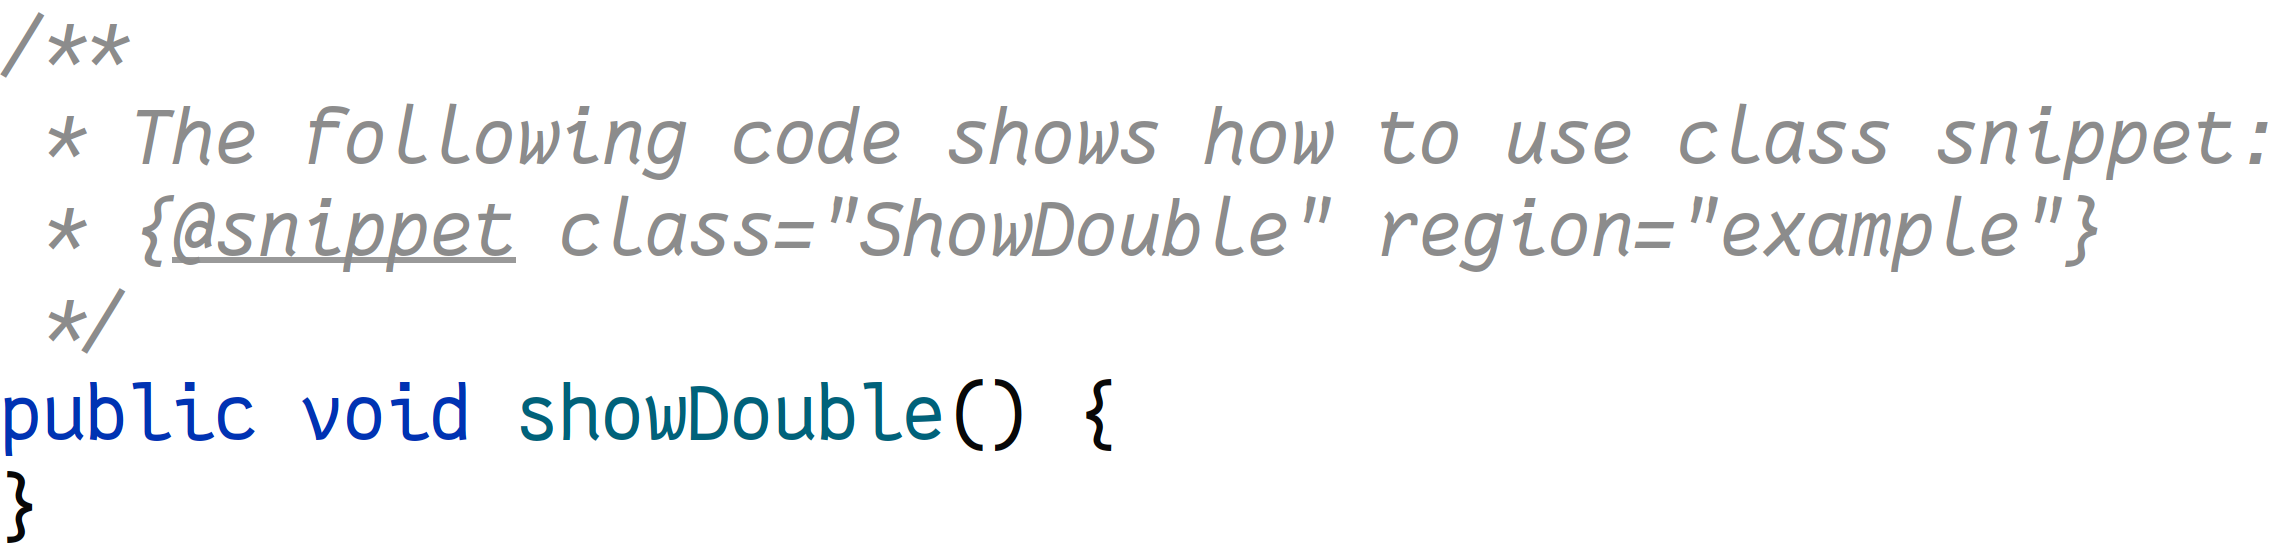 /**
 * The following code shows how to use class snippet:
 * {@snippet class="ShowDouble" region="example"}
 */
public void showDouble() {
}